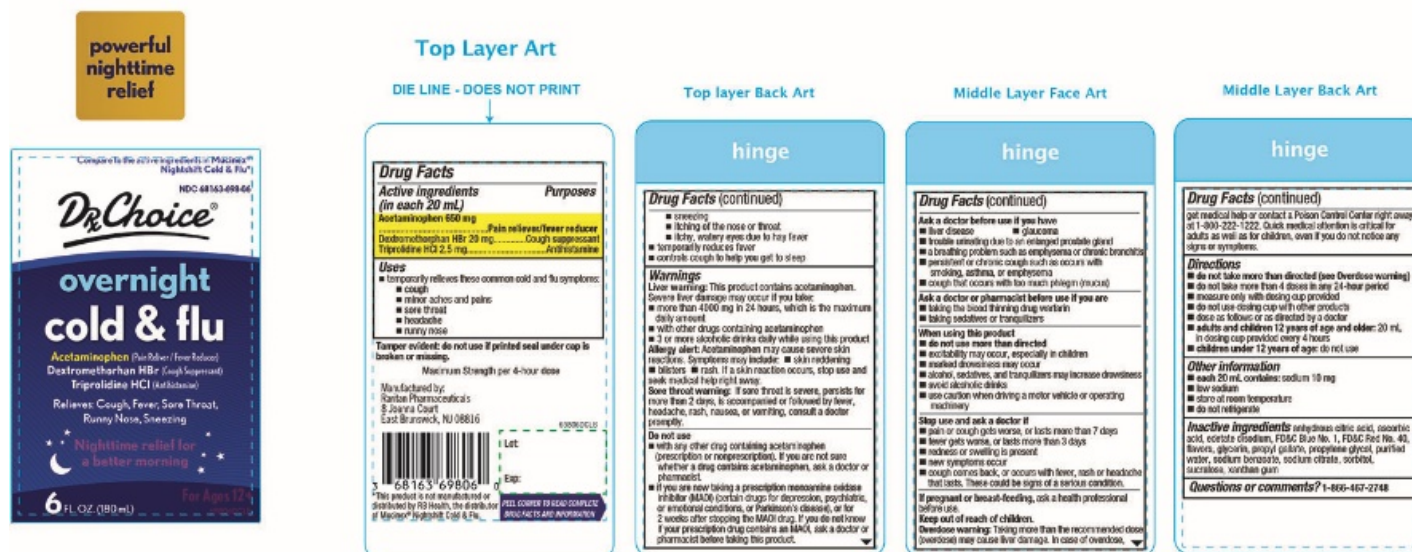 powerful
nighttime
relief
Compare to the active ingredients in Mucinex®
Nightshift Cold & Flu*
NDC 68163-698-06
DRChoice®
overnight
cold & flu
Acetaminophen (Pain Reliever / Fever Reducer)
Dextromethorphan HBr (Cough Suppressant)
Triprolidine HCl (Antihistamine)
Relieves: Cough, Fever, Sore Throat,
Runny Nose, Sneezing
Nighttime relief for
a better morning
For Ages 12+
6 FL. OZ. (180 mL)
Top Layer Art
DIE LINE - DOES NOT PRINT
Drug Facts
Active ingredients Purposes
(in each 20 mL)
Acetaminophen 650 mg
Pain reliever/fever reducer
Dextromethorphan HBr 20 mg Cough suppressant
Triprolidine HCl 2.5 mg Antihistamine
Uses
■ temporarily relieves these common cold and flu symptoms:
■ cough
■ minor aches and pains
■ sore throat
■ headache
■ runny nose
Tamper evident: do not use if printed seal under cap is
broken or missing.
Maximum Strength per 4-hour dose
Manufactured by:
Raritan Pharmaceuticals
8 Joanna Court
East Brunswick, NJ 08816
Lot:
Exp:
3 68163 69806 0
*This product is not manufactured or
distributed by RB Health, the distributor
of Mucinex® Nightshift Cold & Flu.
PEEL CORNER TO READ COMPLETE
DRUG FACTS AND INFORMATION
Top layer Back Art
hinge
Drug Facts (continued)
■ sneezing
■ itching of the nose or throat
■ itchy, watery eyes due to hay fever
■ temporarily reduces fever
■ controls cough to help you get to sleep
Warnings
Liver warning: This product contains acetaminophen.
Severe liver damage may occur if you take:
■ more than 4000 mg in 24 hours, which is the maximum
daily amount
■ with other drugs containing acetaminophen
■ 3 or more alcoholic drinks daily while using this product
Allergy alert: Acetaminophen may cause severe skin
reactions. Symptoms may include: ■ skin reddening
■ blisters ■ rash. If a skin reaction occurs, stop use and
seek medical help right away.
Sore throat warning: If sore throat is severe, persists for
more than 2 days, is accompanied or followed by fever,
headache, rash, nausea, or vomiting, consult a doctor
promptly.
Do not use
■ with any other drug containing acetaminophen
(prescription or nonprescription). If you are not sure
whether a drug contains acetaminophen, ask a doctor or
pharmacist.
■ if you are now taking a prescription monoamine oxidase
inhibitor (MAOI) (certain drugs for depression, psychiatric,
or emotional conditions, or Parkinson's disease), or for
2 weeks after stopping the MAOI drug. If you do not know
if your prescription drug contains an MAOI, ask a doctor or
pharmacist before taking this product.
Middle Layer Face Art
hinge
Drug Facts (continued)
Ask a doctor before use if you have
■ liver disease ■ glaucoma
■ trouble urinating due to an enlarged prostate gland
■ a breathing problem such as emphysema or chronic bronchitis
■ persistent or chronic cough such as occurs with
smoking, asthma, or emphysema
■ cough that occurs with too much phlegm (mucus)
Ask a doctor or pharmacist before use if you are
■ taking the blood thinning drug warfarin
■ taking sedatives or tranquilizers
When using this product
■ do not use more than directed
■ excitability may occur, especially in children
■ marked drowsiness may occur
■ alcohol, sedatives, and tranquilizers may increase drowsiness
■ avoid alcoholic drinks
■ use caution when driving a motor vehicle or operating
machinery
Stop use and ask a doctor if
■ pain or cough gets worse, or lasts more than 7 days
■ fever gets worse, or lasts more than 3 days
■ redness or swelling is present
■ new symptoms occur
■ cough comes back, or occurs with fever, rash or headache
that lasts. These could be signs of a serious condition.
If pregnant or breast-feeding, ask a health professional
before use.
Keep out of reach of children.
Overdose warning: Taking more than the recommended dose
(overdose) may cause liver damage. In case of overdose,
Middle Layer Back Art
hinge
Drug Facts (continued)
get medical help or contact a Poison Control Center right away
at 1-800-222-1222. Quick medical attention is critical for
adults as well as for children, even if you do not notice any
signs or symptoms.
Directions
■ do not take more than directed (see Overdose warning)
■ do not take more than 4 doses in any 24-hour period
■ measure only with dosing cup provided
■ do not use dosing cup with other products
■ dose as follows or as directed by a doctor
■ adults and children 12 years of age and older: 20 mL
in dosing cup provided every 4 hours
■ children under 12 years of age: do not use
Other information
■ each 20 mL contains: sodium 10 mg
■ low sodium
■ store at room temperature
■ do not refrigerate
Inactive ingredients anhydrous citric acid, ascorbic
acid, edetate disodium, FD&C Blue No. 1, FD&C Red No. 40,
flavors, glycerin, propyl gallate, propylene glycol, purified
water, sodium benzoate, sodium citrate, sorbitol,
sucralose, xanthan gum
Questions or comments? 1-866-467-2748